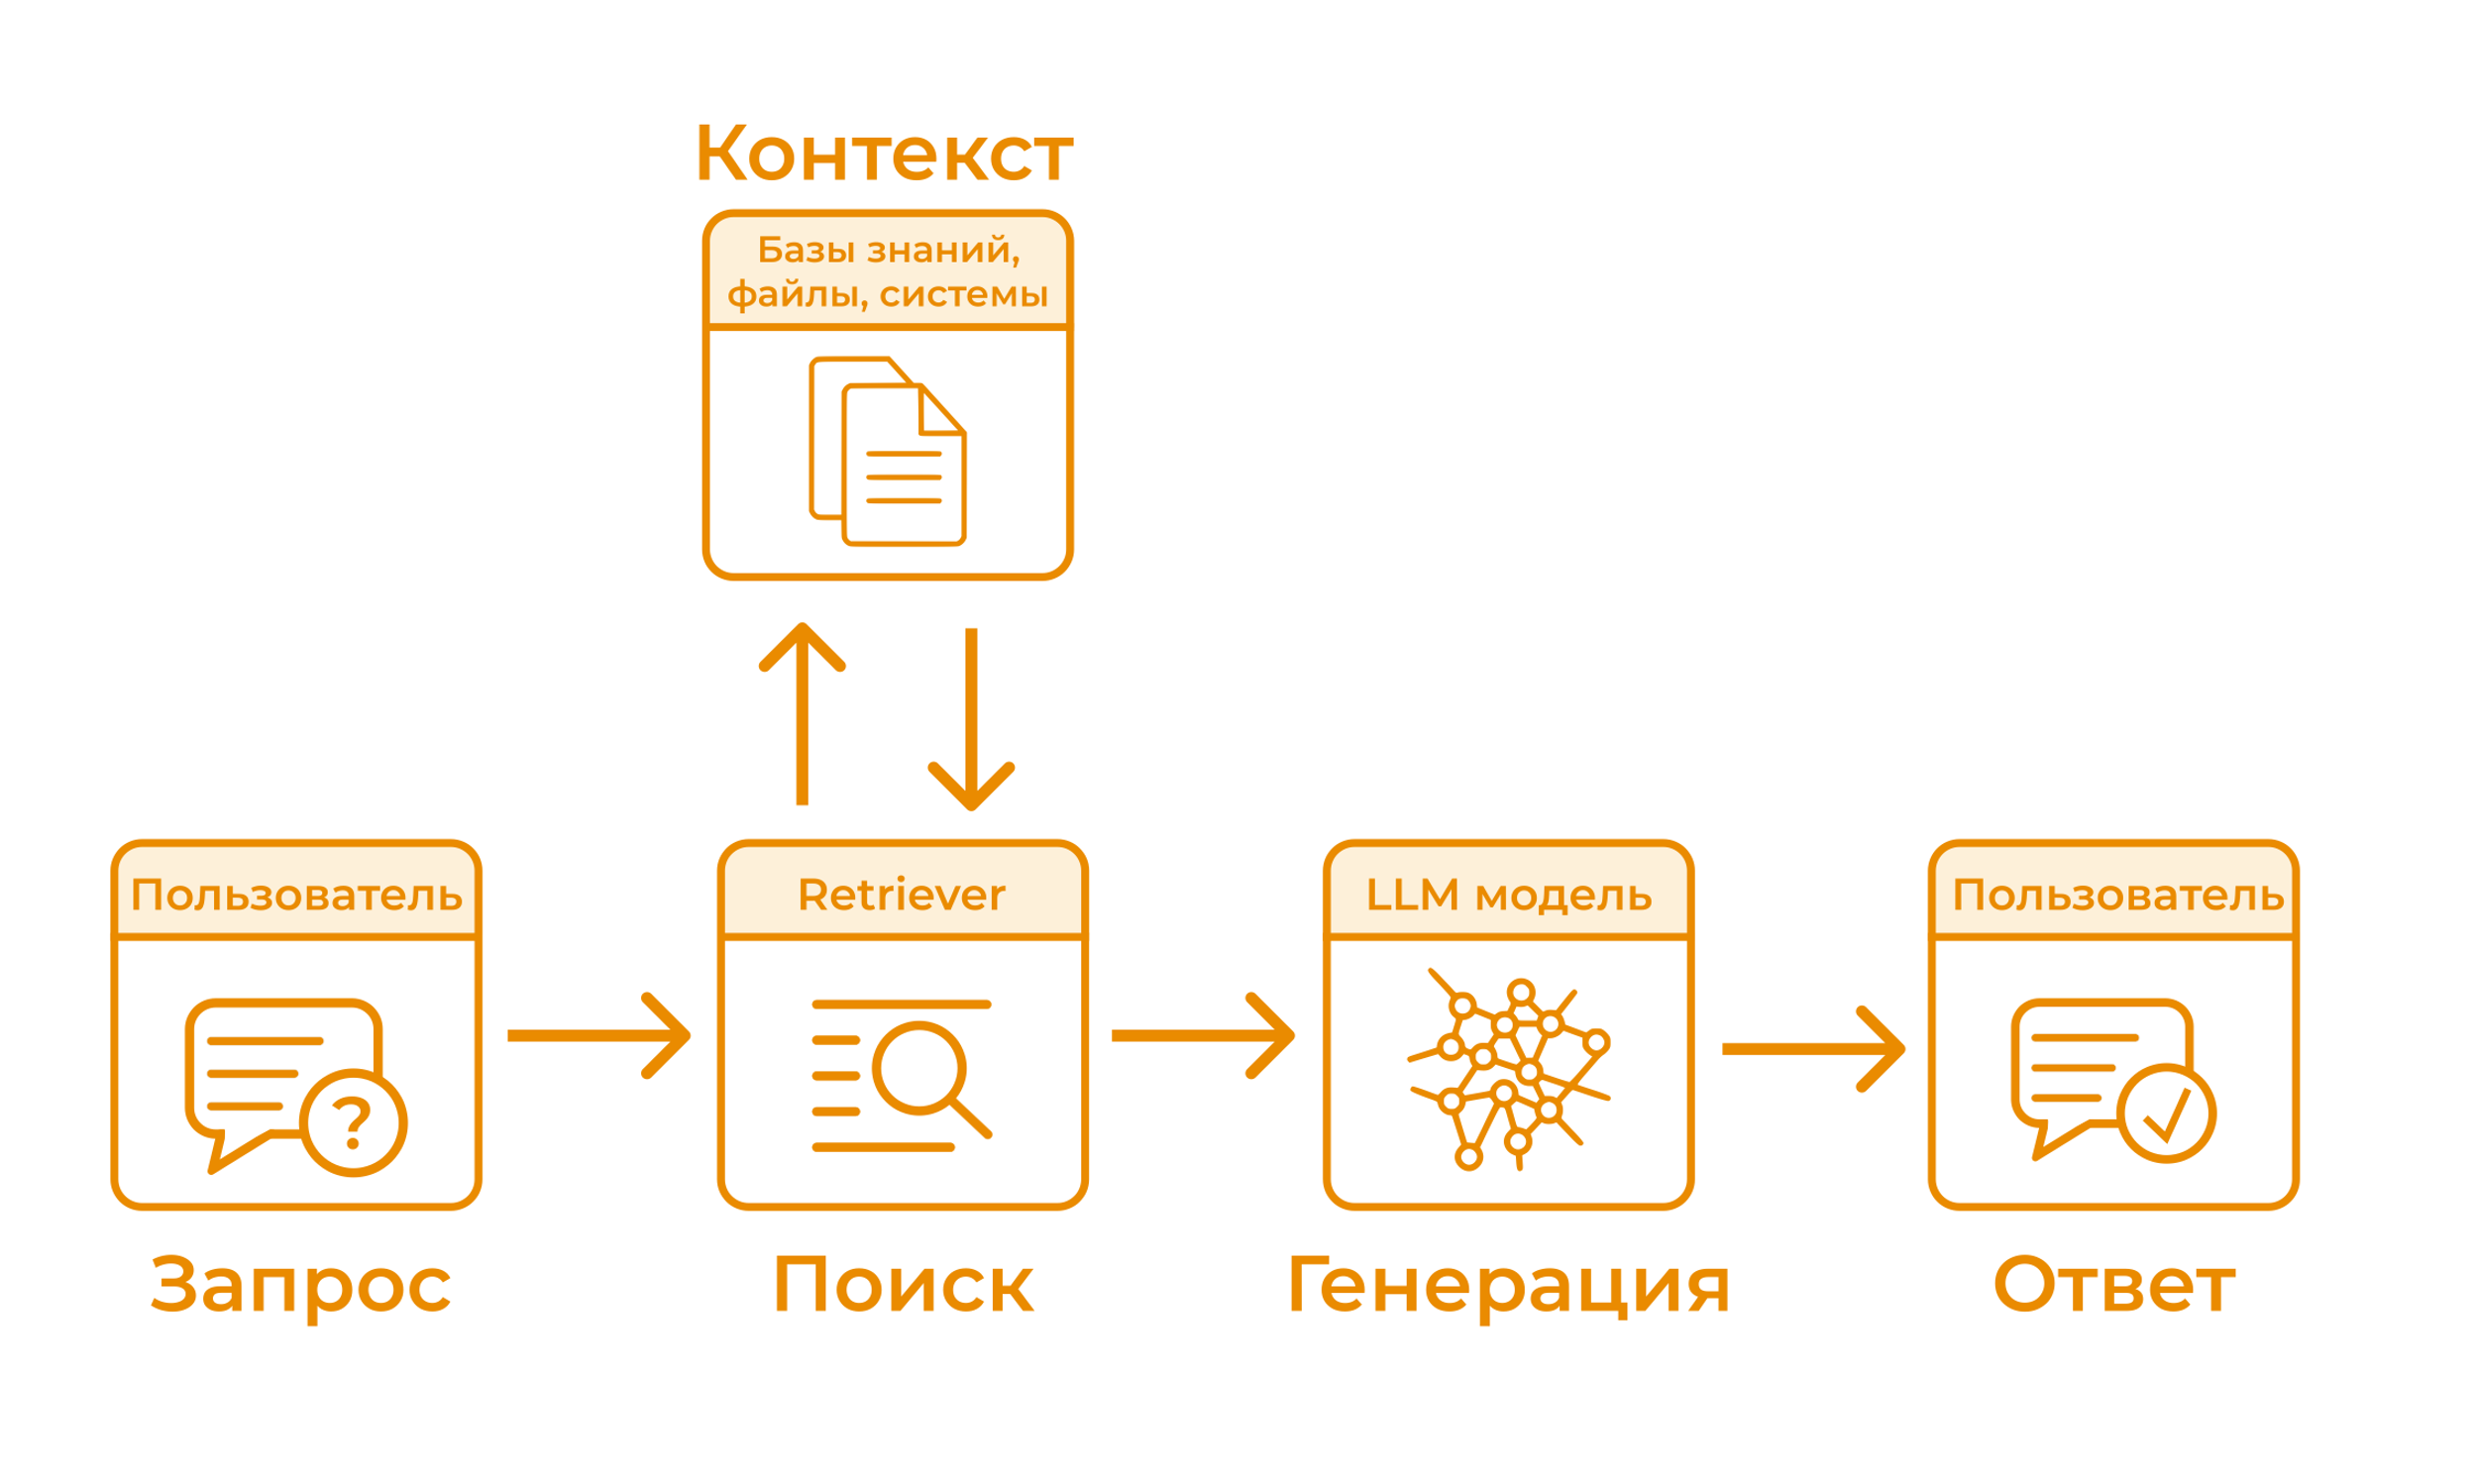 Контекст
Базы знаний,
файлы, системы
Пользователь
Retriever
LLM модель
Пользователь
Запрос
Поиск
Генерация
Ответ